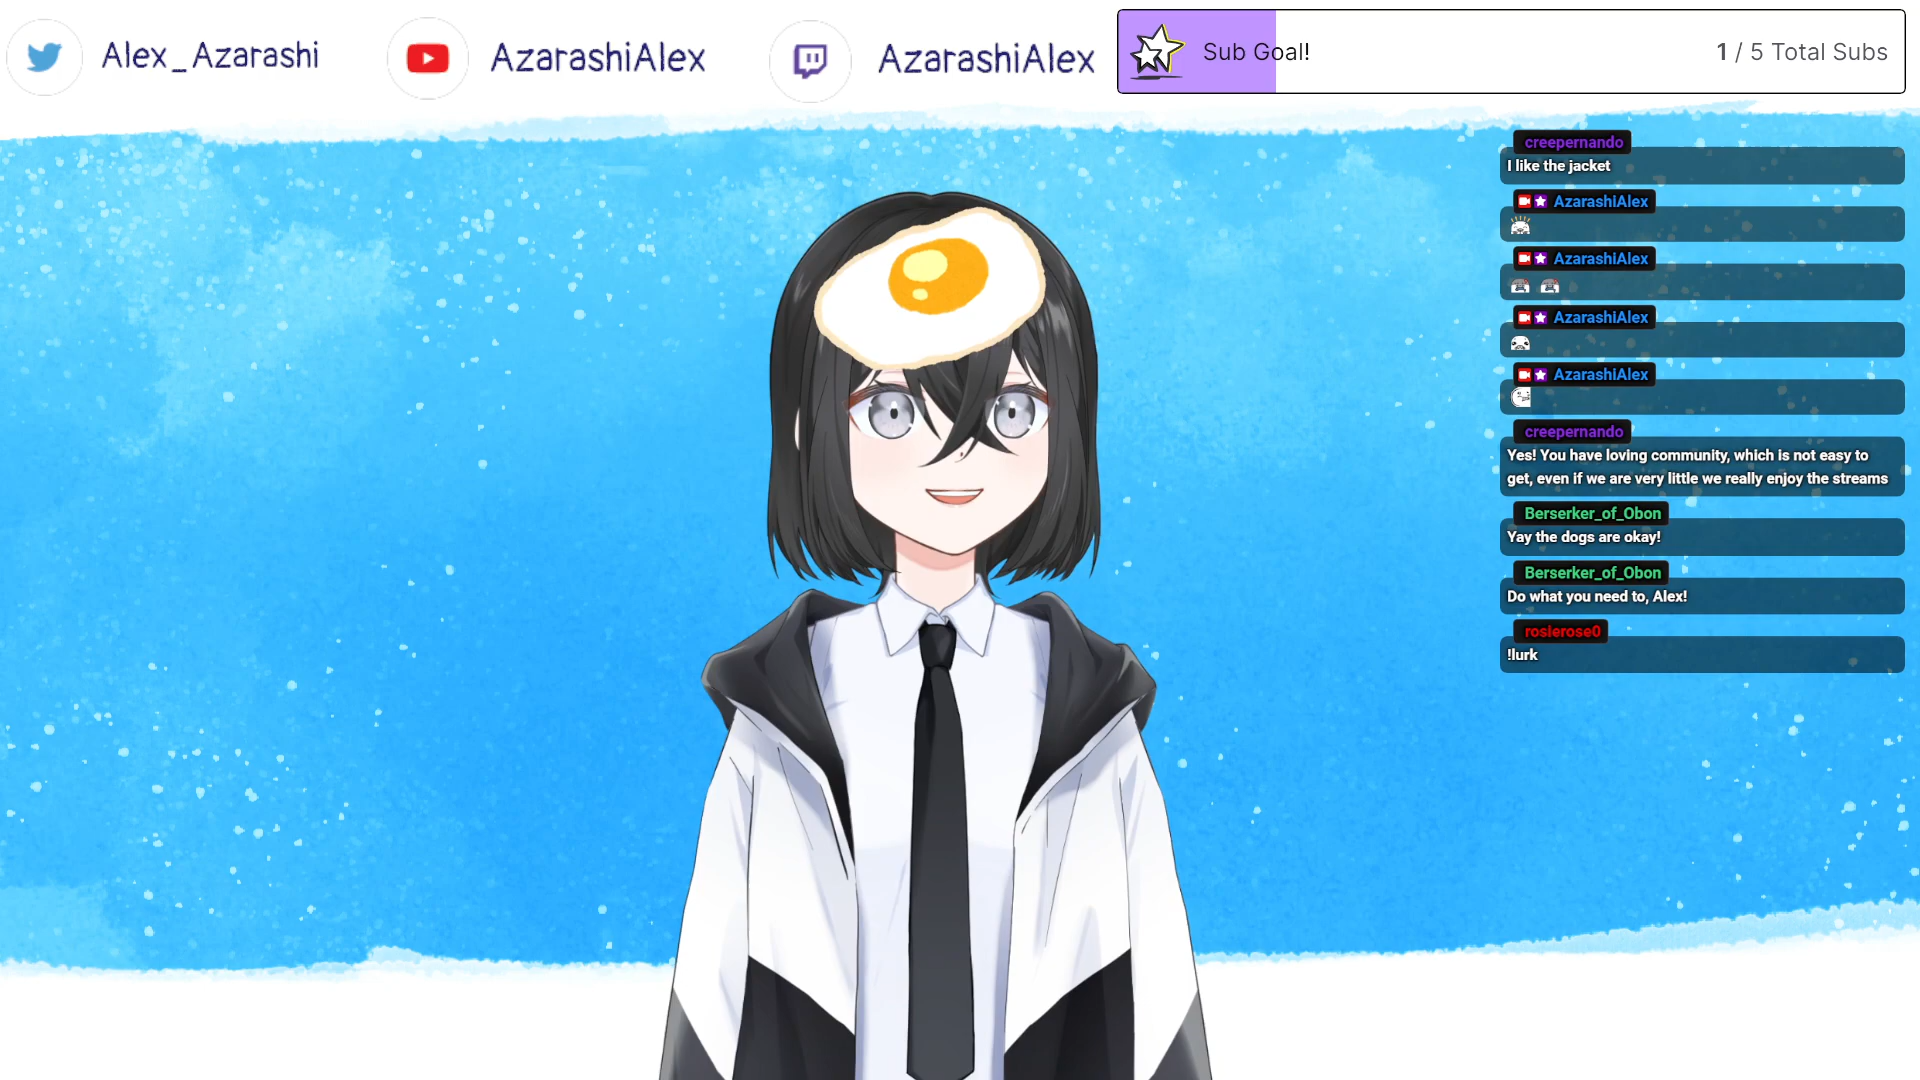 Alex_Azarashi
AzarashiAlex
AzarashiAlex
Sub Goal!
1 / 5 Total Subs
creepernando
I like the jacket
AzarashiAlex
AzarashiAlex
AzarashiAlex
AzarashiAlex
creepernando
Yes! You have loving community, which is not easy to
get, even if we are very little we really enjoy the streams
Berserker_of_Obon
Yay the dogs are okay!
Berserker_of_Obon
Do what you need to, Alex!
rosierose0
!lurk